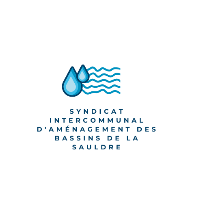 SYNDICAT
INTERCOMMUNAL
D'AMÉNAGEMENT DES
BASSINS DE LA
SAULDRE